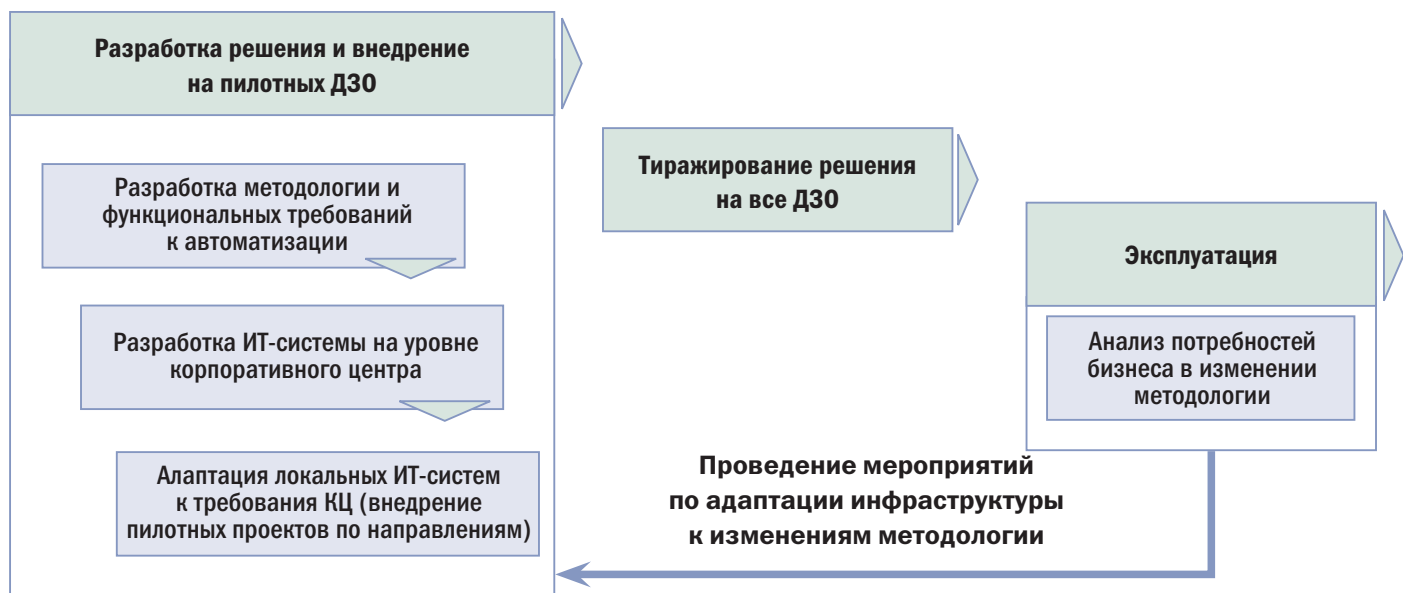 Разработка решения и внедрение
на пилотных ДЗО
Разработка методологии и
функциональных требований
к автоматизации
Разработка ИТ-системы на уровне
корпоративного центра
Алаптация локальных ИТ-систем
к требования КЦ (внедрение
пилотных проектов по направлениям)
Тиражирование решения
на все ДЗО
Эксплуатация
Анализ потребностей
бизнеса в изменении
методологии
Проведение мероприятий
по адаптации инфраструктуры
к изменениям методологии